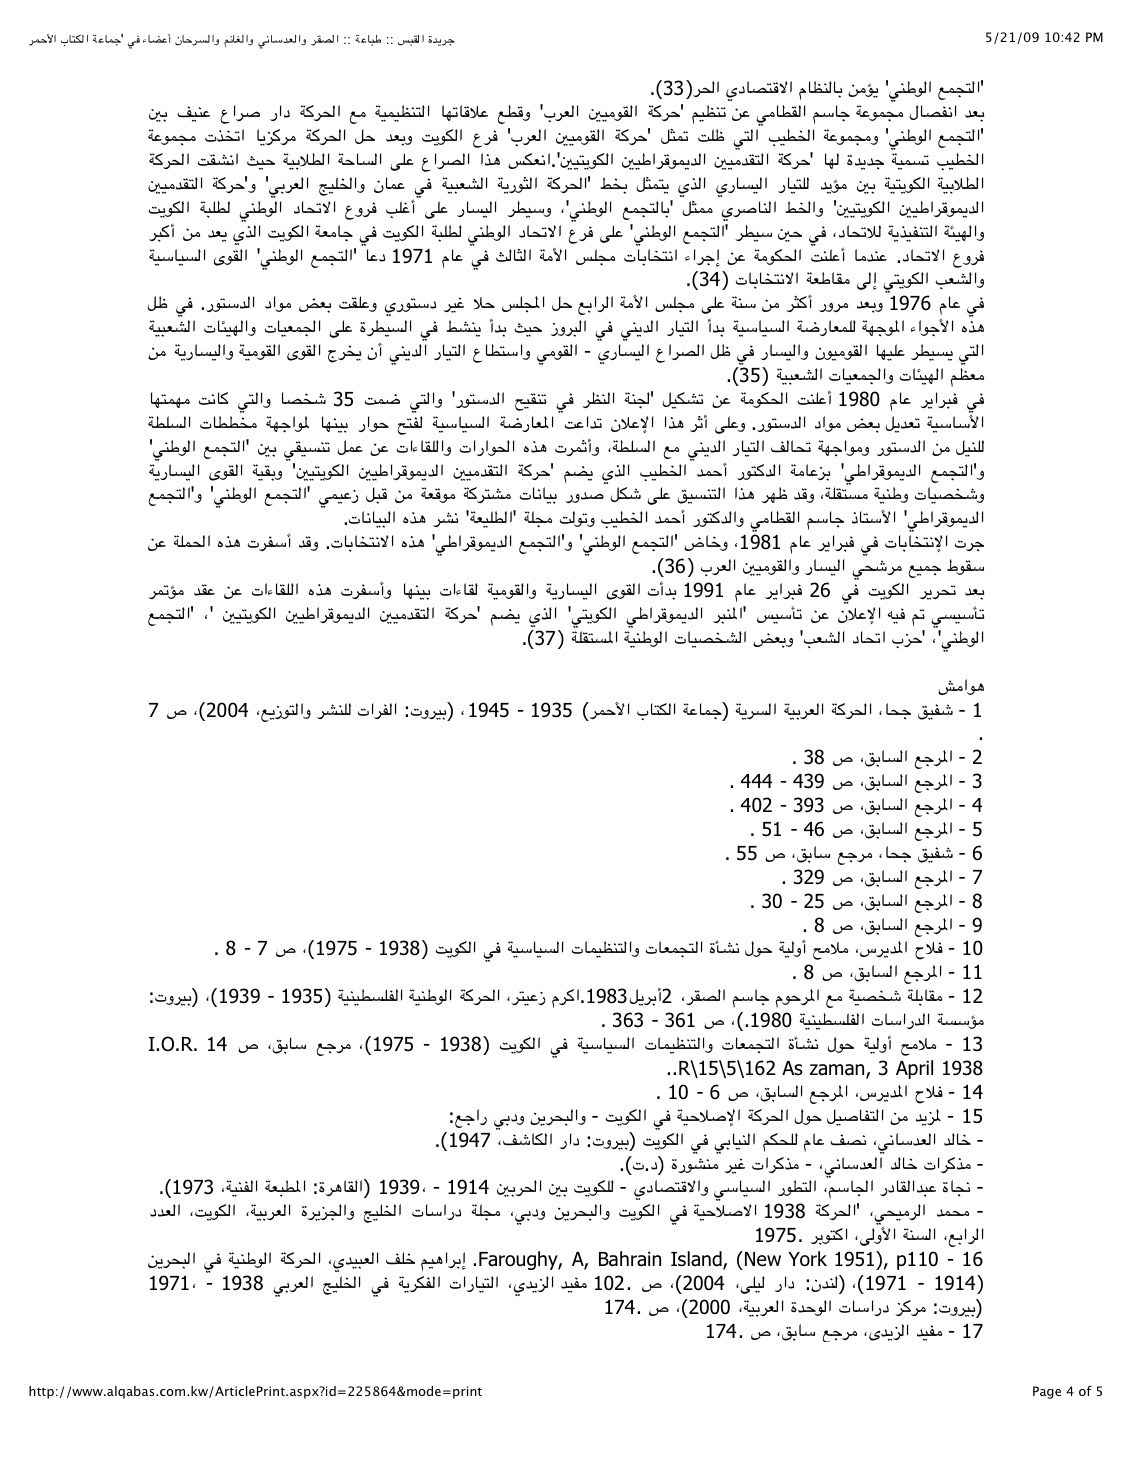 جريدة القبس :: طباعة :: الصقر والعدساني والغانم والسرحان أعضاء في 'جماعة الكتاب الأحمر
5/21/09 10:42 PM
'التجمع الوطني' يؤمن بالنظام الاقتصادي الحر(33).
بعد انفصال مجموعة جاسم القطامي عن تنظيم 'حركة القوميين العرب' وقطع علاقاتها التنظيمية مع الحركة دار صراع عنيف بين
'التجمع الوطني' ومجموعة الخطيب التي ظلت تمثل 'حركة القوميين العرب' فرع الكويت وبعد حل الحركة مركزيا اتخذت مجموعة
الخطيب تسمية جديدة لها 'حركة التقدميين الديموقراطيين الكويتيين'.انعكس هذا الصراع على الساحة الطلابية حيث انشقت الحركة
الطلابية الكويتية بين مؤيد للتيار اليساري الذي يتمثل بخط 'الحركة الثورية الشعبية في عمان والخليج العربي' و'حركة التقدميين
الديموقراطيين الكويتيين' والخط الناصري ممثل 'بالتجمع الوطني'، وسيطر اليسار على أغلب فروع الاتحاد الوطني لطلبة الكويت
والهيئة التنفيذية للاتحاد، في حين سيطر 'التجمع الوطني' على فرع الاتحاد الوطني لطلبة الكويت في جامعة الكويت الذي يعد من أكبر
فروع الاتحاد. عندما أعلنت الحكومة عن إجراء انتخابات مجلس الأمة الثالث في عام 1971 دعا 'التجمع الوطني' القوى السياسية
والشعب الكويتي إلى مقاطعة الانتخابات (34).
في عام 1976 وبعد مرور أكثر من سنة على مجلس الأمة الرابع حل المجلس حلا غير دستوري وعلقت بعض مواد الدستور. في ظل
هذه الأجواء الموجهة للمعارضة السياسية بدأ التيار الديني في البروز حيث بدأ ينشط في السيطرة على الجمعيات والهيئات الشعبية
التي يسيطر عليها القوميون واليسار في ظل الصراع اليساري - القومي واستطاع التيار الديني أن يخرج القوى القومية واليسارية من
معظم الهيئات والجمعيات الشعبية (35).
في فبراير عام 1980 أعلنت الحكومة عن تشكيل 'لجنة النظر في تنقيح الدستور' والتي ضمت 35 شخصا والتي كانت مهمتها
الأساسية تعديل بعض مواد الدستور. وعلى أثر هذا الإعلان تداعت المعارضة السياسية لفتح حوار بينها لمواجهة مخططات السلطة
للنيل من الدستور ومواجهة تحالف التيار الديني مع السلطة، وأثمرت هذه الحوارات واللقاءات عن عمل تنسيقي بين 'التجمع الوطني'
و'التجمع الديموقراطي' بزعامة الدكتور أحمد الخطيب الذي يضم 'حركة التقدميين الديموقراطيين الكويتيين' وبقية القوى اليسارية
وشخصيات وطنية مستقلة، وقد ظهر هذا التنسيق على شكل صدور بيانات مشتركة موقعة من قبل زعيمي 'التجمع الوطني' و'التجمع
الديموقراطي' الأستاذ جاسم القطامي والدكتور أحمد الخطيب وتولت مجلة 'الطليعة' نشر هذه البيانات.
جرت الإنتخابات في فبراير عام 1981، وخاض 'التجمع الوطني' و'التجمع الديموقراطي' هذه الانتخابات. وقد أسفرت هذه الحملة عن
سقوط جميع مرشحي اليسار والقوميين العرب (36).
بعد تحرير الكويت في 26 فبراير عام 1991 بدأت القوى اليسارية والقومية لقاءات بينها وأسفرت هذه اللقاءات عن عقد مؤتمر
تأسيسي تم فيه الإعلان عن تأسيس 'المنبر الديموقراطي الكويتي' الذي يضم 'حركة التقدميين الديموقراطيين الكويتيين '، 'التجمع
الوطني'، 'حزب اتحاد الشعب' وبعض الشخصيات الوطنية المستقلة (37).
هوامش
1 - شفيق جحا، الحركة العربية السرية (جماعة الكتاب الأحمر) 1935 - 1945، (بيروت: الفرات للنشر والتوزيع، 2004)، ص 7
.
2 - المرجع السابق، ص 38 .
3 - المرجع السابق، ص 439 - 444 .
4 - المرجع السابق، ص 393 - 402 .
5 - المرجع السابق، ص 46 - 51 .
6 - شفيق جحا، مرجع سابق، ص 55 .
7 - المرجع السابق، ص 329 .
8 - المرجع السابق، ص 25 - 30 .
9 - المرجع السابق، ص 8 .
10 - فلاح المديرس، ملامح أولية حول نشأة التجمعات والتنظيمات السياسية في الكويت (1938 - 1975)، ص 7 - 8 .
11 - المرجع السابق، ص 8 .
12 - مقابلة شخصية مع المرحوم جاسم الصقر، 2أبريل1983.اكرم زعيتر، الحركة الوطنية الفلسطينية (1935 - 1939)، (بيروت:
مؤسسة الدراسات الفلسطينية 1980.)، ص 361 - 363 .
13 - ملامح أولية حول نشأة التجمعات والتنظيمات السياسية في الكويت (1938 - 1975)، مرجع سابق، ص 14 I.O.R.
R\15\5\162 As zaman, 3 April 1938..
14 - فلاح المديرس، المرجع السابق، ص 6 - 10 .
15 - لمزيد من التفاصيل حول الحركة الإصلاحية في الكويت - والبحرين ودبي راجع:
- خالد العدساني، نصف عام للحكم النيابي في الكويت (بيروت: دار الكاشف، 1947).
- مذكرات خالد العدساني، - مذكرات غير منشورة (د.ت).
- نجاة عبدالقادر الجاسم، التطور السياسي والاقتصادي - للكويت بين الحربين 1914 - 1939، (القاهرة: المطبعة الفنية، 1973).
- محمد الرميحي، 'الحركة 1938 الاصلاحية في الكويت والبحرين ودبي، مجلة دراسات الخليج والجزيرة العربية، الكويت، العدد
الرابع، السنة الأولى، اكتوبر .1975
16 - Faroughy, A, Bahrain Island, (New York 1951), p110. إبراهيم خلف العبيدي، الحركة الوطنية في البحرين
(1914 - 1971)، (لندن: دار ليلى، 2004)، ص .102 مفيد الزيدي، التيارات الفكرية في الخليج العربي 1938 - 1971،
(بيروت: مركز دراسات الوحدة العربية، 2000)، ص .174
17 - مفيد الزيدي، مرجع سابق، ص .174
http://www.alqabas.com.kw/ArticlePrint.aspx?id=225864&mode=print
Page 4 of 5